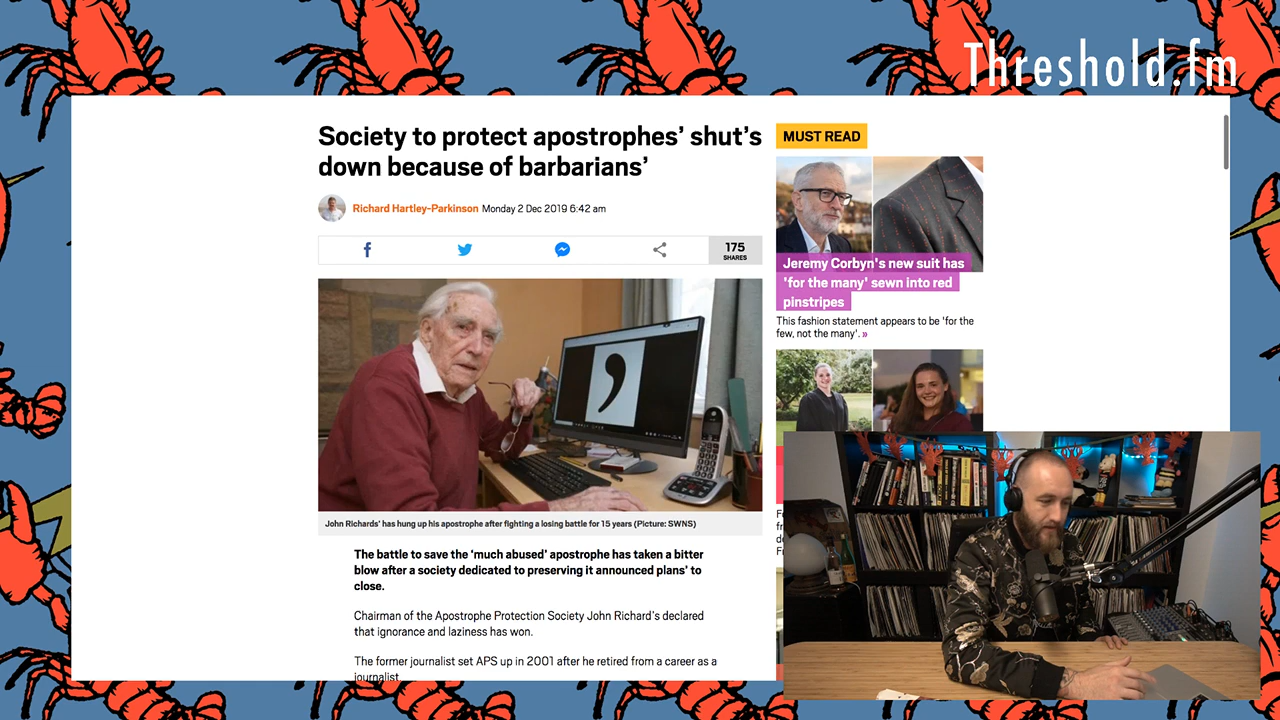 Threshold.fm
Society to protect apostrophes’ shut’s
down because of barbarians’
Richard Hartley-Parkinson Monday 2 Dec 2019 6:42 am
175
SHARES
John Richards’ has hung up his apostrophe after fighting a losing battle for 15 years (Picture: SWNS)
The battle to save the ‘much abused’ apostrophe has taken a bitter
blow after a society dedicated to preserving it announced plans’ to
close.
Chairman of the Apostrophe Protection Society John Richard’s declared
that ignorance and laziness has won.
The former journalist set APS up in 2001 after he retired from a career as a
journalist
MUST READ
Jeremy Corbyn's new suit has
'for the many' sewn into red
pinstripes
This fashion statement appears to be 'for the
few, not the many'. »